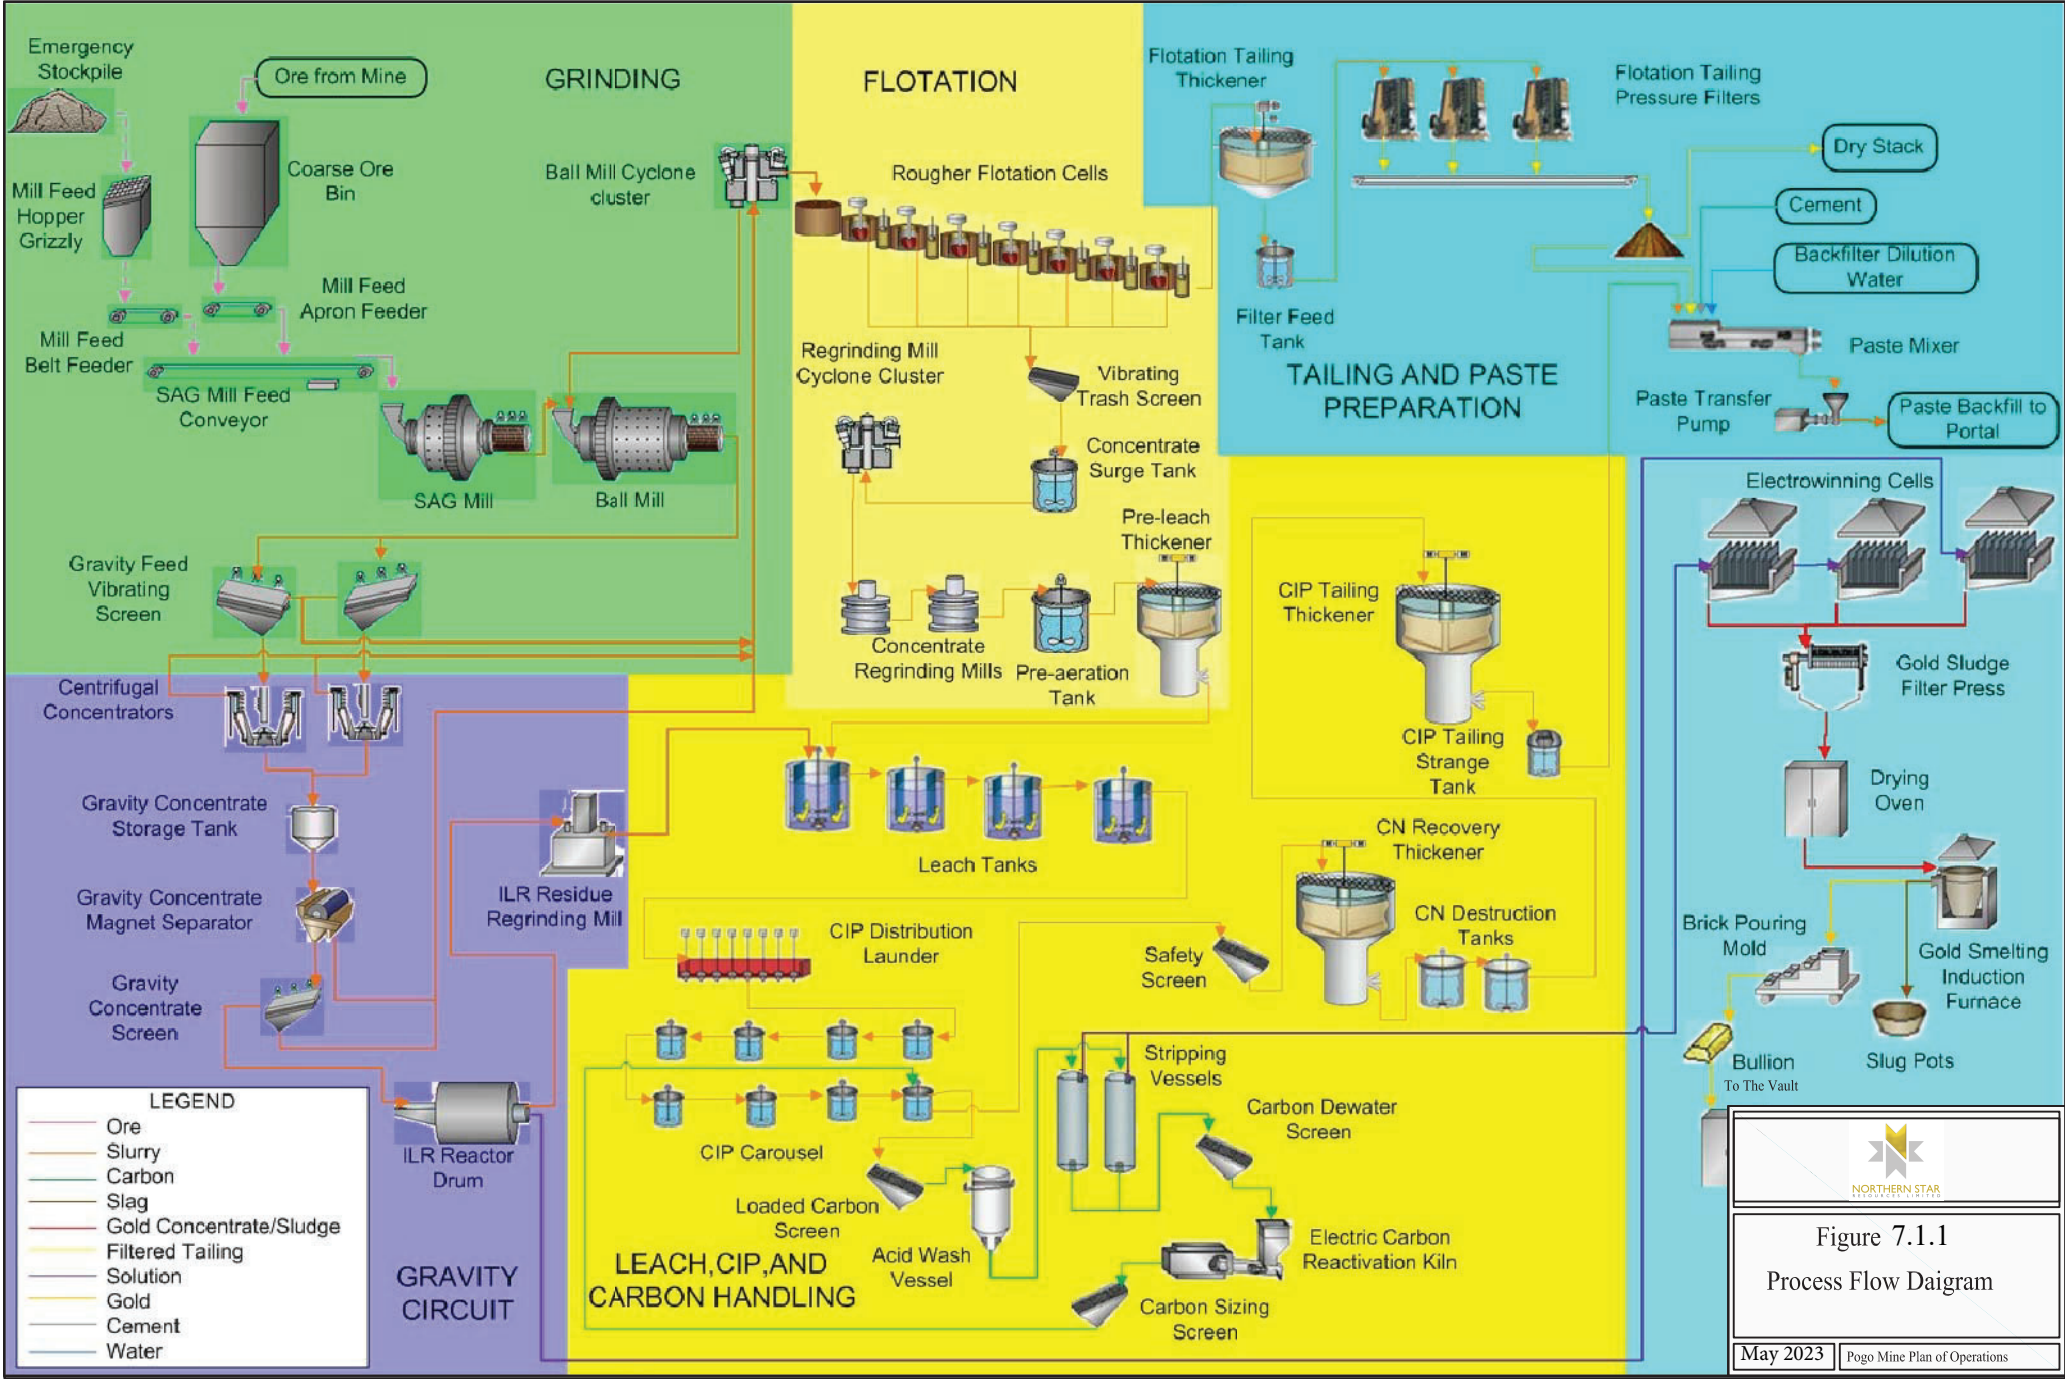 Emergency
Stockpile
Ore from Mine
GRINDING
Mill Feed
Hopper
Grizzly
Coarse Ore
Bin
Ball Mill Cyclone
cluster
Mill Feed
Apron Feeder
Mill Feed
Belt Feeder
SAG Mill Feed
Conveyor
SAG Mill
Ball Mill
Gravity Feed
Vibrating
Screen
FLOTATION
Rougher Flotation Cells
Regrinding Mill
Cyclone Cluster
Vibrating
Trash Screen
Concentrate
Surge Tank
Pre-leach
Thickener
Concentrate
Regrinding Mills
Pre-aeration
Tank
Flotation Tailing
Thickener
Flotation Tailing
Pressure Filters
Dry Stack
Cement
Backfilter Dilution
Water
Filter Feed
Tank
Paste Mixer
TAILING AND PASTE
PREPARATION
Paste Transfer
Pump
Paste Backfill to
Portal
Centrifugal
Concentrators
Gravity Concentrate
Storage Tank
Gravity Concentrate
Magnet Separator
Gravity
Concentrate
Screen
ILR Residue
Regrinding Mill
ILR Reactor
Drum
GRAVITY
CIRCUIT
CIP Tailing
Thickener
CIP Tailing
Strange
Tank
Leach Tanks
CN Recovery
Thickener
CIP Distribution
Launder
Safety
Screen
CN Destruction
Tanks
Stripping
Vessels
CIP Carousel
Carbon Dewater
Screen
Loaded Carbon
Screen
Acid Wash
Vessel
Electric Carbon
Reactivation Kiln
Carbon Sizing
Screen
LEACH,CIP,AND
CARBON HANDLING
Electrowinning Cells
Gold Sludge
Filter Press
Drying
Oven
Brick Pouring
Mold
Gold Smelting
Induction
Furnace
Bullion
To The Vault
Slug Pots
LEGEND
Ore
Slurry
Carbon
Slag
Gold Concentrate/Sludge
Filtered Tailing
Solution
Gold
Cement
Water
NORTHERN STAR
RESOURCES LIMITED
Figure 7.1.1
Process Flow Daigram
May 2023
Pogo Mine Plan of Operations